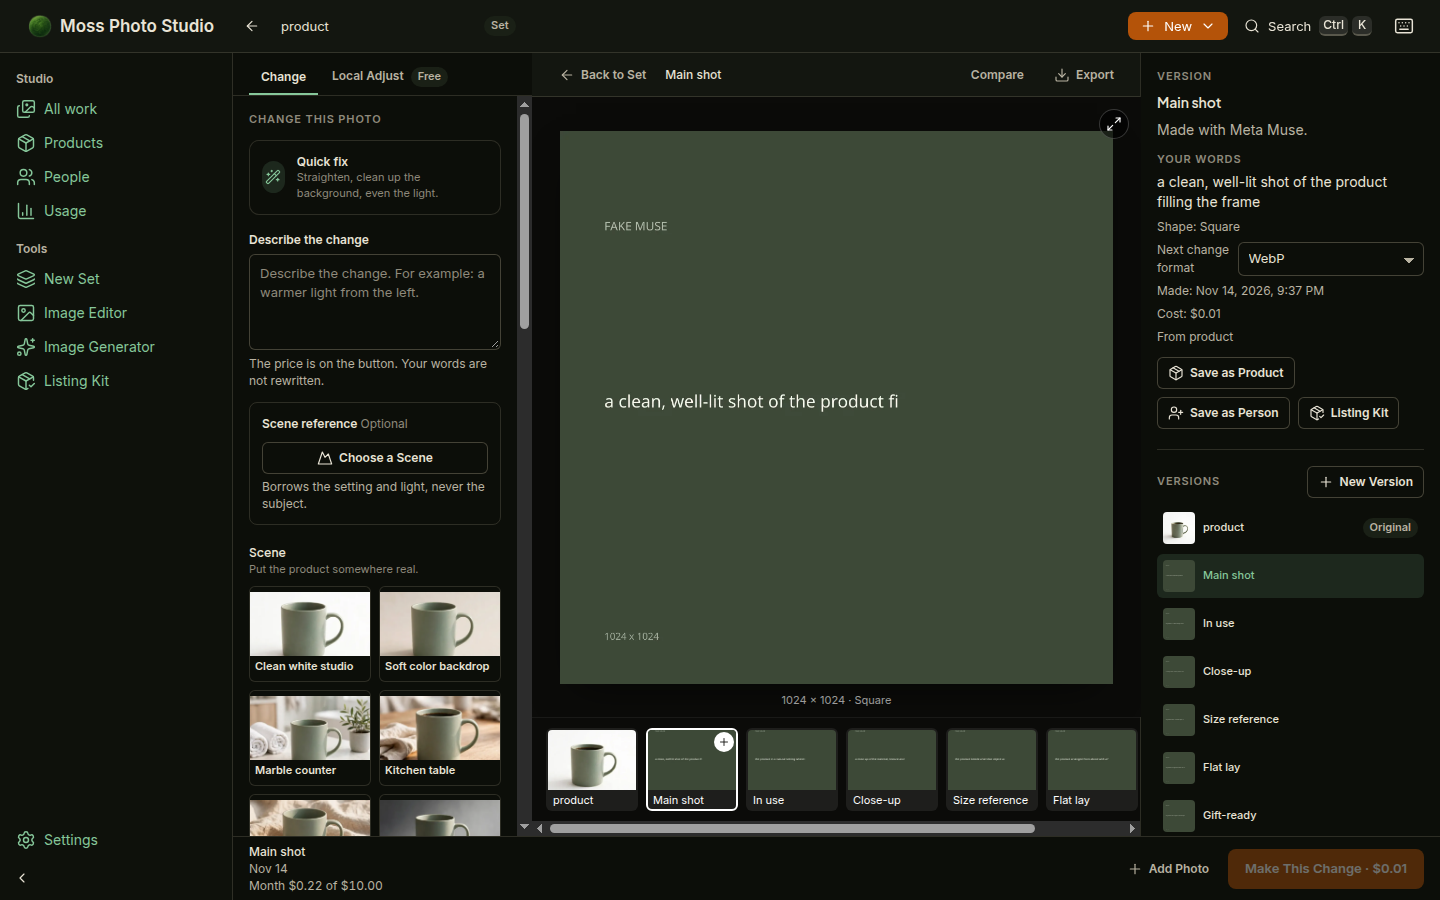 Moss Photo Studio
product
Set
New
Search
Ctrl
K
Studio
All work
Products
People
Usage
Tools
New Set
Image Editor
Image Generator
Listing Kit
Settings
Change
Local Adjust
Free
CHANGE THIS PHOTO
Quick fix
Straighten, clean up the
background, even the light.
Describe the change
Describe the change. For example: a
warmer light from the left.
The price is on the button. Your words are
not rewritten.
Scene reference Optional
Choose a Scene
Borrows the setting and light, never the
subject.
Scene
Put the product somewhere real.
Clean white studio
Soft color backdrop
Marble counter
Kitchen table
Back to Set
Main shot
Compare
Export
FAKE MUSE
a clean, well-lit shot of the product fi
1024 x 1024
1024 × 1024 · Square
product
Main shot
In use
Close-up
Size reference
Flat lay
VERSION
Main shot
Made with Meta Muse.
YOUR WORDS
a clean, well-lit shot of the product
filling the frame
Shape: Square
Next change
format
WebP
Made: Nov 14, 2026, 9:37 PM
Cost: $0.01
From product
Save as Product
Save as Person
Listing Kit
VERSIONS
New Version
product
Original
Main shot
In use
Close-up
Size reference
Flat lay
Gift-ready
Main shot
Nov 14
Month $0.22 of $10.00
Add Photo
Make This Change · $0.01